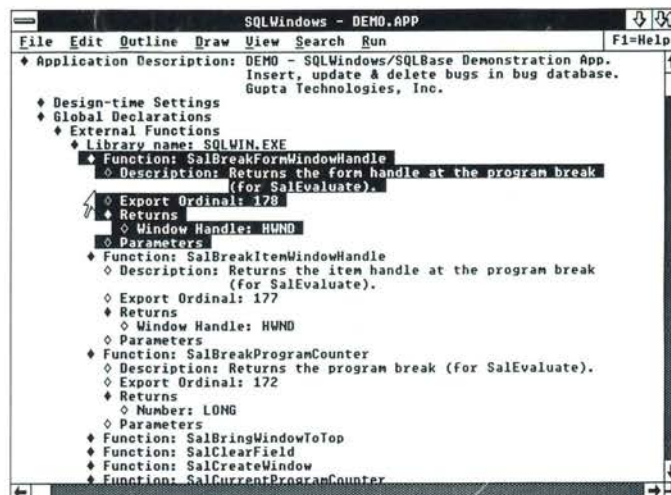 SQLWindows - DEMO.APP
File Edit Outline Draw View Search Run F1=Help
♦ Application Description: DEMO - SQLWindows/SQLBase Demonstration App.
Insert, update & delete bugs in bug database.
Gupta Technologies, Inc.
♦ Design-time Settings
♦ Global Declarations
♦ External Functions
♦ Library name: SQLWIN.EXE
♦ Function: SalBreakFormWindowHandle
◊ Description: Returns the form handle at the program break
(for SalEvaluate).
◊ Export Ordinal: 178
♦ Returns
◊ Window Handle: HWND
◊ Parameters
♦ Function: SalBreakItemWindowHandle
◊ Description: Returns the item handle at the program break
(for SalEvaluate).
◊ Export Ordinal: 177
♦ Returns
◊ Window Handle: HWND
◊ Parameters
♦ Function: SalBreakProgramCounter
◊ Description: Returns the program break (for SalEvaluate).
◊ Export Ordinal: 172
♦ Returns
◊ Number: LONG
◊ Parameters
♦ Function: SalBringWindowToTop
♦ Function: SalClearField
♦ Function: SalCreateWindow
♦ Function: SalCurrentProgramCounter